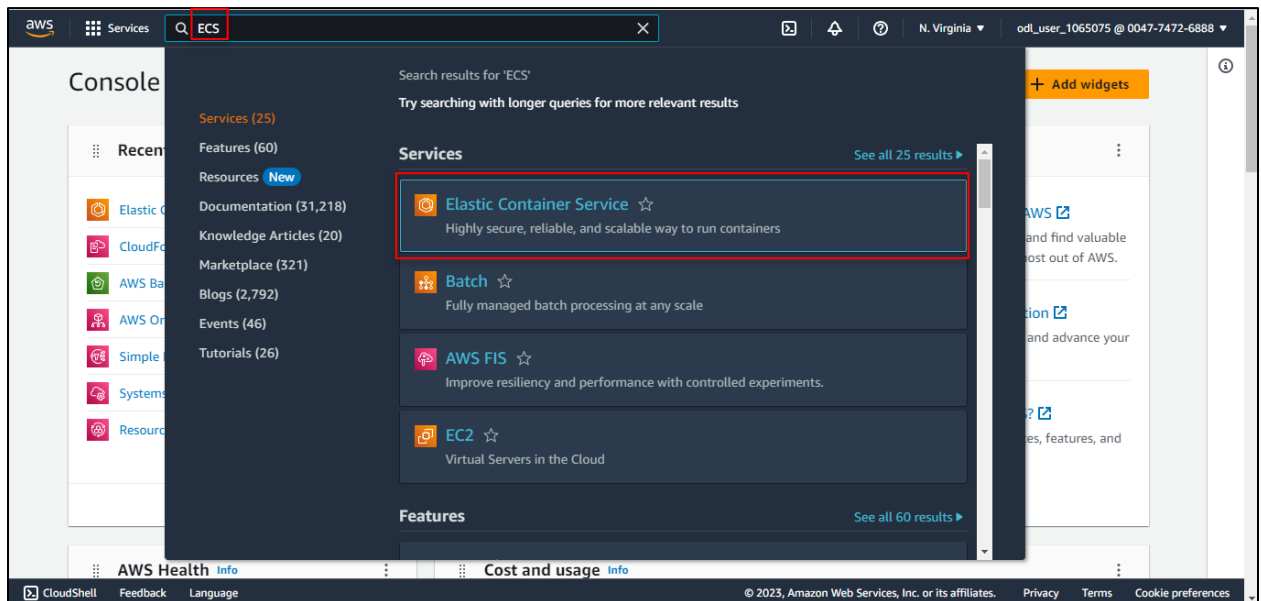 aws Services ECS N. Virginia ▼ odl_user_1065075 @ 0047-7472-6888 ▼
Console
+ Add widgets
Search results for 'ECS'
Try searching with longer queries for more relevant results
Services (25)
Features (60)
Resources New
Documentation (31,218)
Knowledge Articles (20)
Marketplace (321)
Blogs (2,792)
Events (46)
Tutorials (26)
Services See all 25 results ▶
Elastic Container Service
Highly secure, reliable, and scalable way to run containers
Batch
Fully managed batch processing at any scale
AWS FIS
Improve resiliency and performance with controlled experiments.
EC2
Virtual Servers in the Cloud
Features See all 60 results ▶
Recen
Elastic
CloudFo
AWS Ba
AWS Or
Simple
Systems
Resourc
AWS
and find valuable
ost out of AWS.
tion
and advance your
?
es, features, and
AWS Health Info
Cost and usage Info
CloudShell Feedback Language © 2023, Amazon Web Services, Inc. or its affiliates. Privacy Terms Cookie preferences